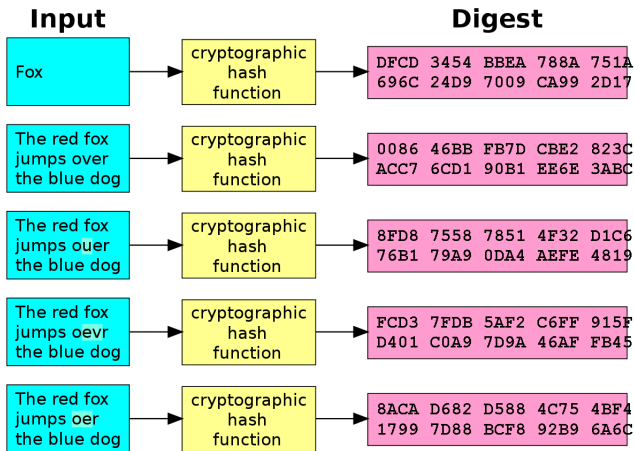 Input
Digest
Fox
cryptographic
hash
function
DFCD 3454 BBEA 788A 751A
696C 24D9 7009 CA99 2D17
The red fox
jumps over
the blue dog
cryptographic
hash
function
0086 46BB FB7D CBE2 823C
ACC7 6CD1 90B1 EE6E 3ABC
The red fox
jumps ouer
the blue dog
cryptographic
hash
function
8FD8 7558 7851 4F32 D1C6
76B1 79A9 0DA4 AEFE 4819
The red fox
jumps oevr
the blue dog
cryptographic
hash
function
FCD3 7FDB 5AF2 C6FF 915F
D401 C0A9 7D9A 46AF FB45
The red fox
jumps oer
the blue dog
cryptographic
hash
function
8ACA D682 D588 4C75 4BF4
1799 7D88 BCF8 92B9 6A6C